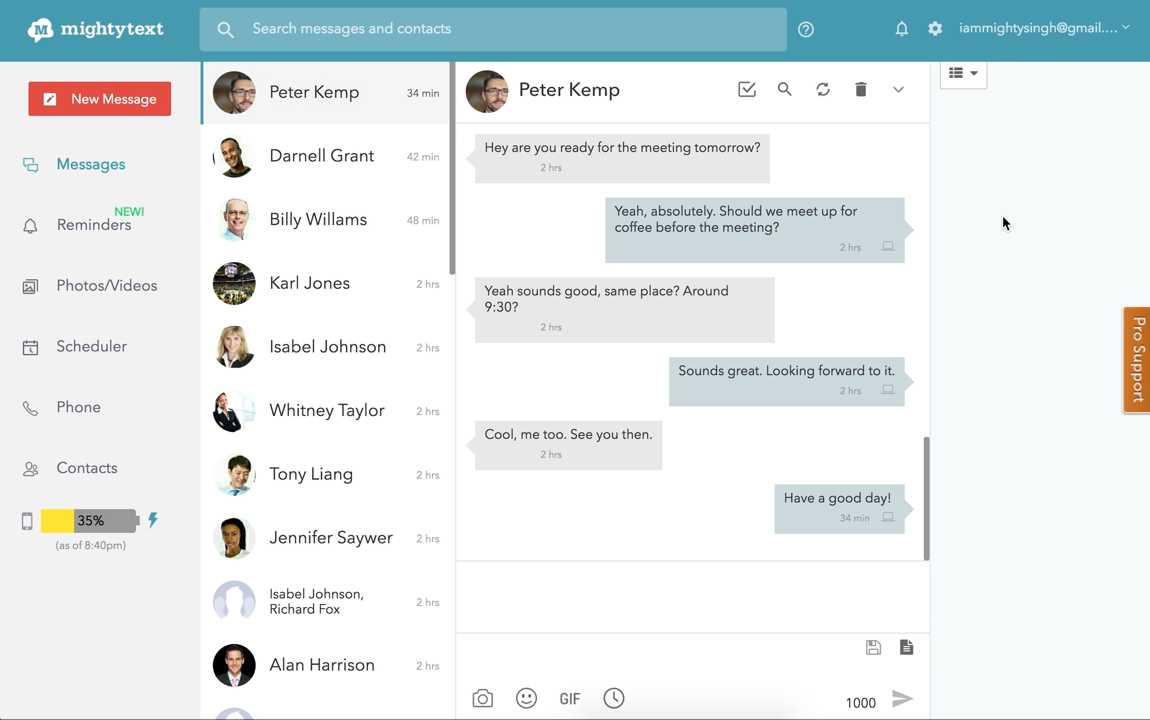 mightytext
Search messages and contacts
iammightysingh@gmail....
New Message
Messages
NEW!
Reminders
Photos/Videos
Scheduler
Phone
Contacts
35%
(as of 8:40pm)
Peter Kemp
34 min
Darnell Grant
42 min
Billy Willams
48 min
Karl Jones
2 hrs
Isabel Johnson
2 hrs
Whitney Taylor
2 hrs
Tony Liang
2 hrs
Jennifer Saywer
2 hrs
Isabel Johnson,
Richard Fox
2 hrs
Alan Harrison
2 hrs
Peter Kemp
Hey are you ready for the meeting tomorrow?
2 hrs
Yeah, absolutely. Should we meet up for
coffee before the meeting?
2 hrs
Yeah sounds good, same place? Around
9:30?
2 hrs
Sounds great. Looking forward to it.
2 hrs
Cool, me too. See you then.
2 hrs
Have a good day!
34 min
GIF
1000
Pro Support